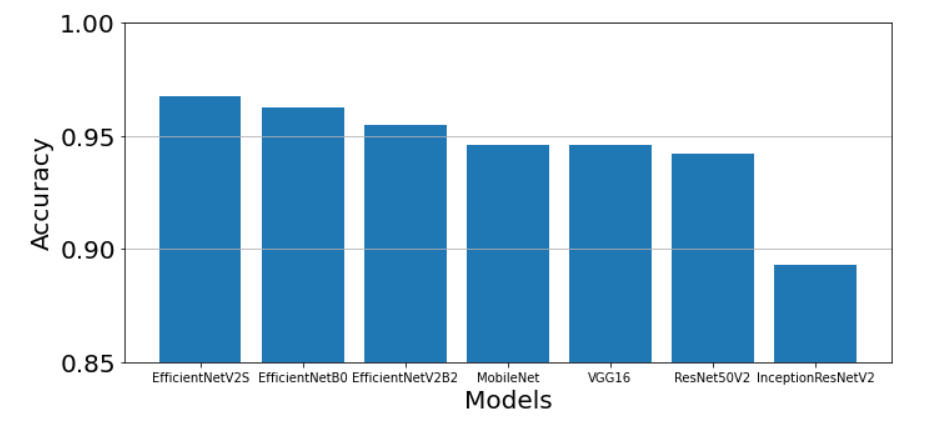 1.00
0.95
0.90
0.85
Accuracy
EfficientNetV2S EfficientNetB0 EfficientNetV2B2 MobileNet VGG16 ResNet50V2 InceptionResNetV2
Models